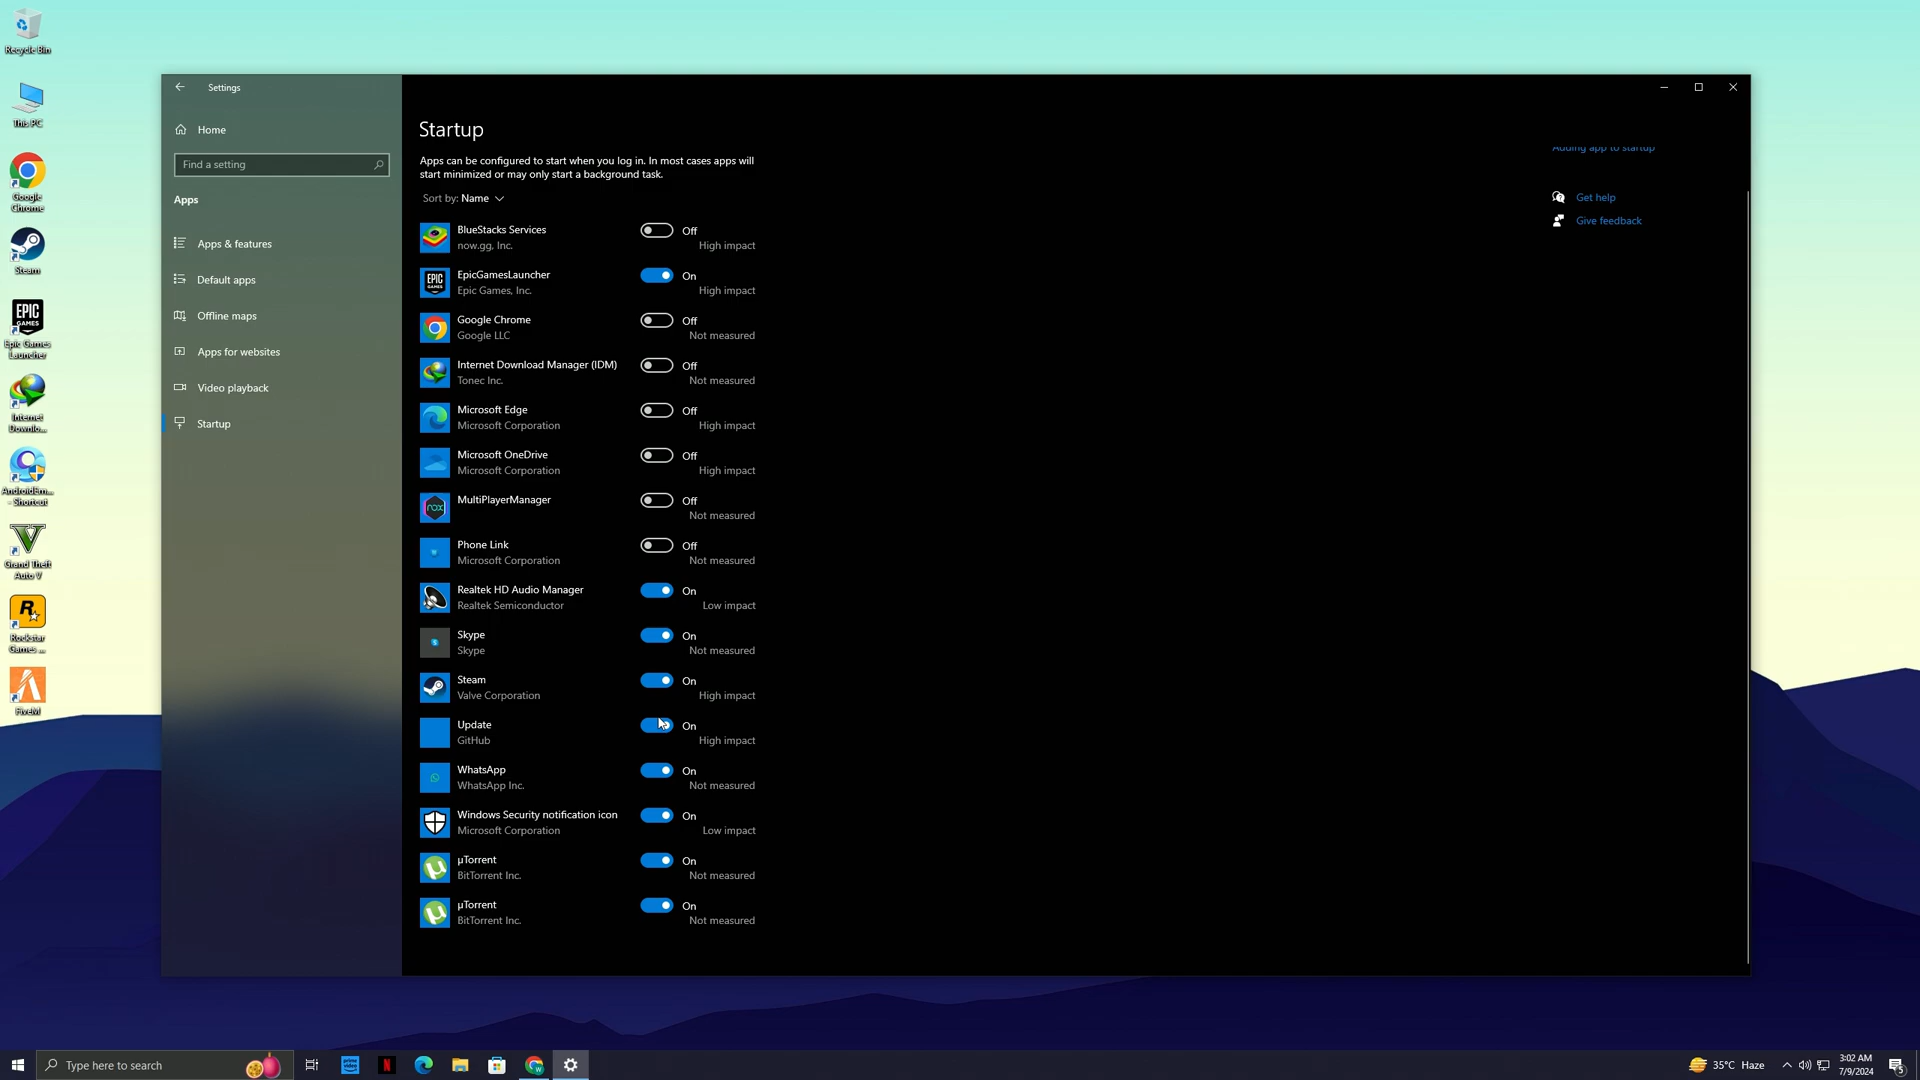 Recycle Bin
This PC
Google
Chrome
Steam
EPIC
GAMES
Epic Games
Launcher
Internet
Downlo...
AndroidEm...
- Shortcut
Grand Theft
Auto V
Rockstar
Games ...
FiveM
Settings
Home
Find a setting
Apps
Apps & features
Default apps
Offline maps
Apps for websites
Video playback
Startup
Startup
Apps can be configured to start when you log in. In most cases apps will
start minimized or may only start a background task.
Sort by: Name
BlueStacks Services
Off
now.gg, Inc.
High impact
EPIC
GAMES
EpicGamesLauncher
On
Epic Games, Inc.
High impact
Google Chrome
Off
Google LLC
Not measured
Internet Download Manager (IDM)
Off
Tonec Inc.
Not measured
Microsoft Edge
Off
Microsoft Corporation
High impact
Microsoft OneDrive
Off
Microsoft Corporation
High impact
nox
MultiPlayerManager
Off
Not measured
Phone Link
Off
Microsoft Corporation
Not measured
Realtek HD Audio Manager
On
Realtek Semiconductor
Low impact
Skype
On
Skype
Not measured
Steam
On
Valve Corporation
High impact
Update
On
GitHub
High impact
WhatsApp
On
WhatsApp Inc.
Not measured
Windows Security notification icon
On
Microsoft Corporation
Low impact
µTorrent
On
BitTorrent Inc.
Not measured
µTorrent
On
BitTorrent Inc.
Not measured
Adding app to startup
Get help
Give feedback
Type here to search
prime
video
35°C Haze
3:02 AM
7/9/2024
5